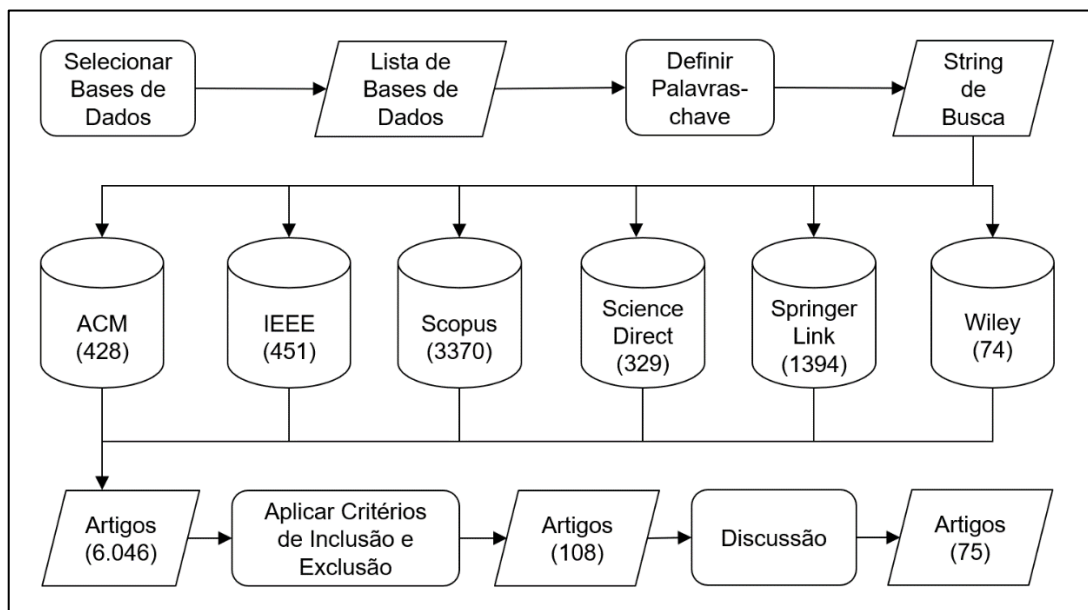 Selecionar
Bases de
Dados
Lista de
Bases de
Dados
Definir
Palavras-
chave
String
de
Busca
ACM
(428)
IEEE
(451)
Scopus
(3370)
Science
Direct
(329)
Springer
Link
(1394)
Wiley
(74)
Artigos
(6.046)
Aplicar Critérios
de Inclusão e
Exclusão
Artigos
(108)
Discussão
Artigos
(75)